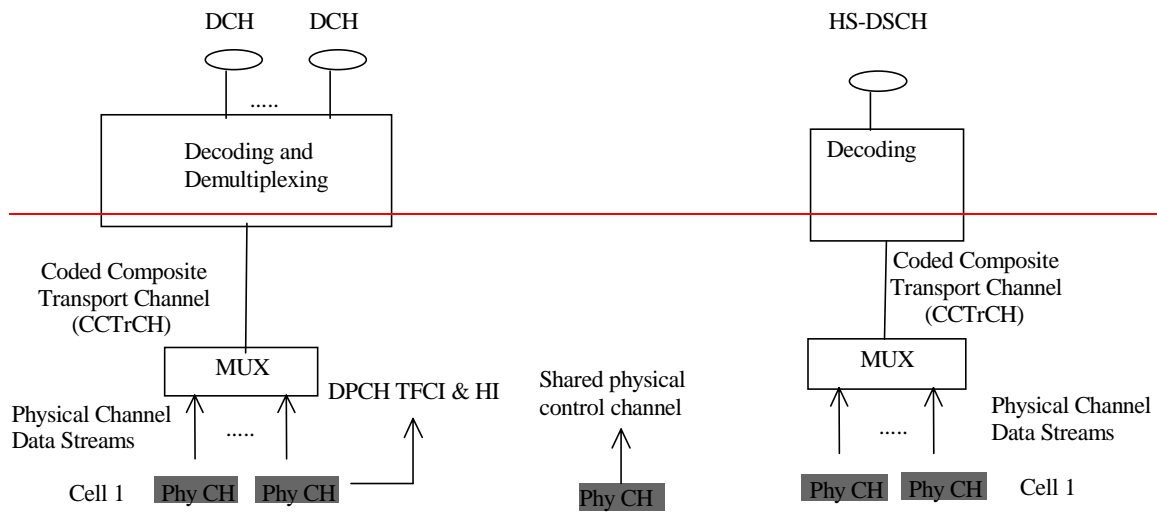 DCH DCH HS-DSCH
.....
Decoding and
Demultiplexing
Decoding
Coded Composite
Transport Channel
(CCTrCH)
Coded Composite
Transport Channel
(CCTrCH)
MUX
MUX
DPCH TFCI & HI
Shared physical
control channel
Physical Channel
Data Streams
.....
.....
Physical Channel
Data Streams
Cell 1 Phy CH Phy CH Phy CH Phy CH Phy CH Cell 1